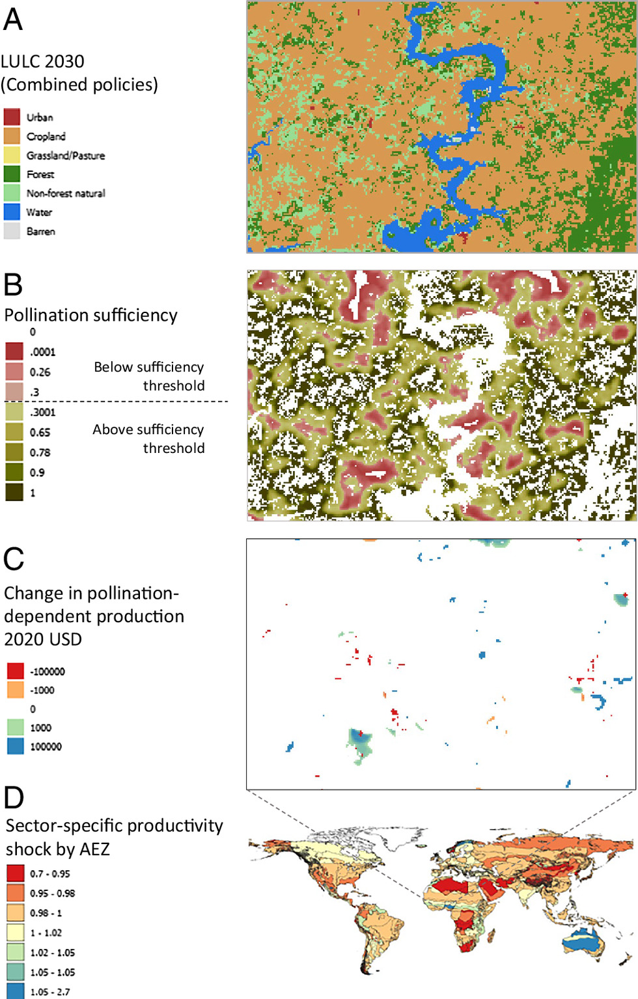 A
LULC 2030
(Combined policies)
Urban
Cropland
Grassland/Pasture
Forest
Non-forest natural
Water
Barren
B
Pollination sufficiency
0
.0001
0.26
.3
Below sufficiency
threshold
.3001
0.65
0.78
0.9
1
Above sufficiency
threshold
C
Change in pollination-
dependent production
2020 USD
-100000
-1000
0
1000
100000
D
Sector-specific productivity
shock by AEZ
0.7 - 0.95
0.95 - 0.98
0.98 - 1
1 - 1.02
1.02 - 1.05
1.05 - 1.05
1.05 - 2.7